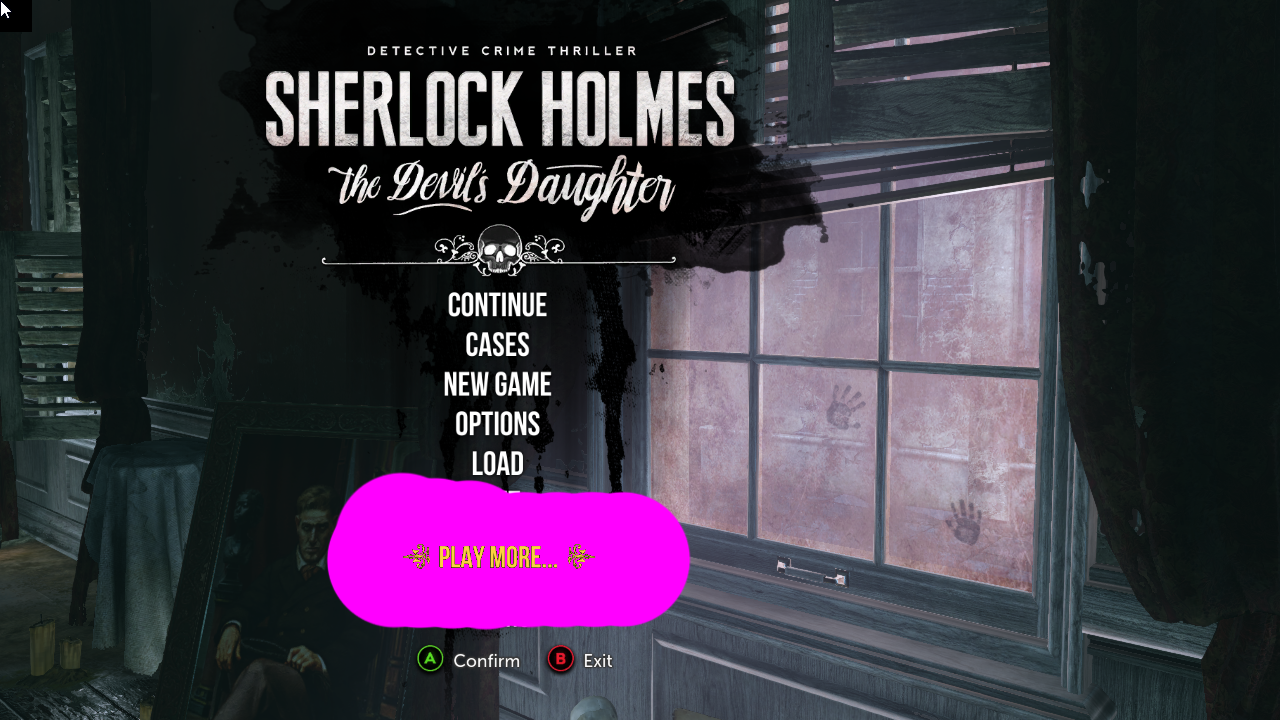 DETECTIVE CRIME THRILLER
SHERLOCK HOLMES
the Devil's Daughter
CONTINUE
CASES
NEW GAME
OPTIONS
LOAD
PLAY MORE...
A Confirm B Exit